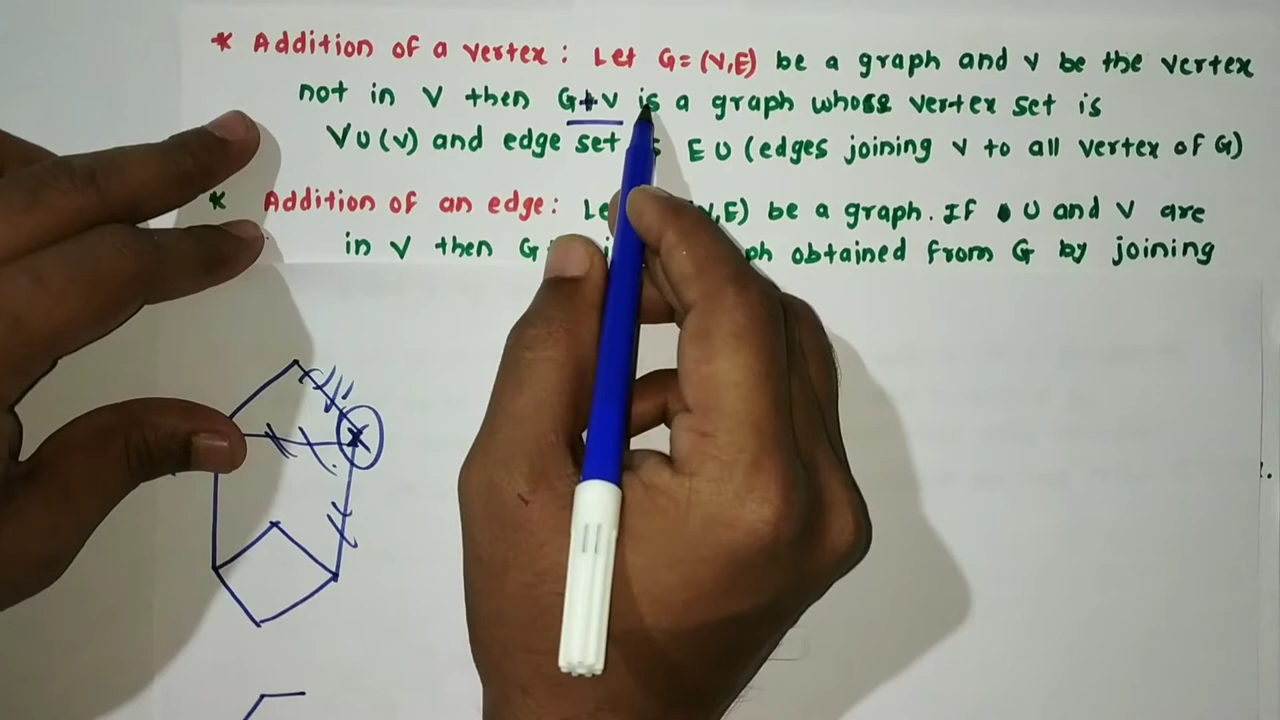 * Addition of a vertex : Let G= (V,E) be a graph and v be the vertex
not in V then G+v is a graph whose vertex set is
VU(v) and edge set E U (edges joining v to all vertex of G)
* Addition of an edge: ,E) be a graph. If U and V are
in V then G obtained from G by joining